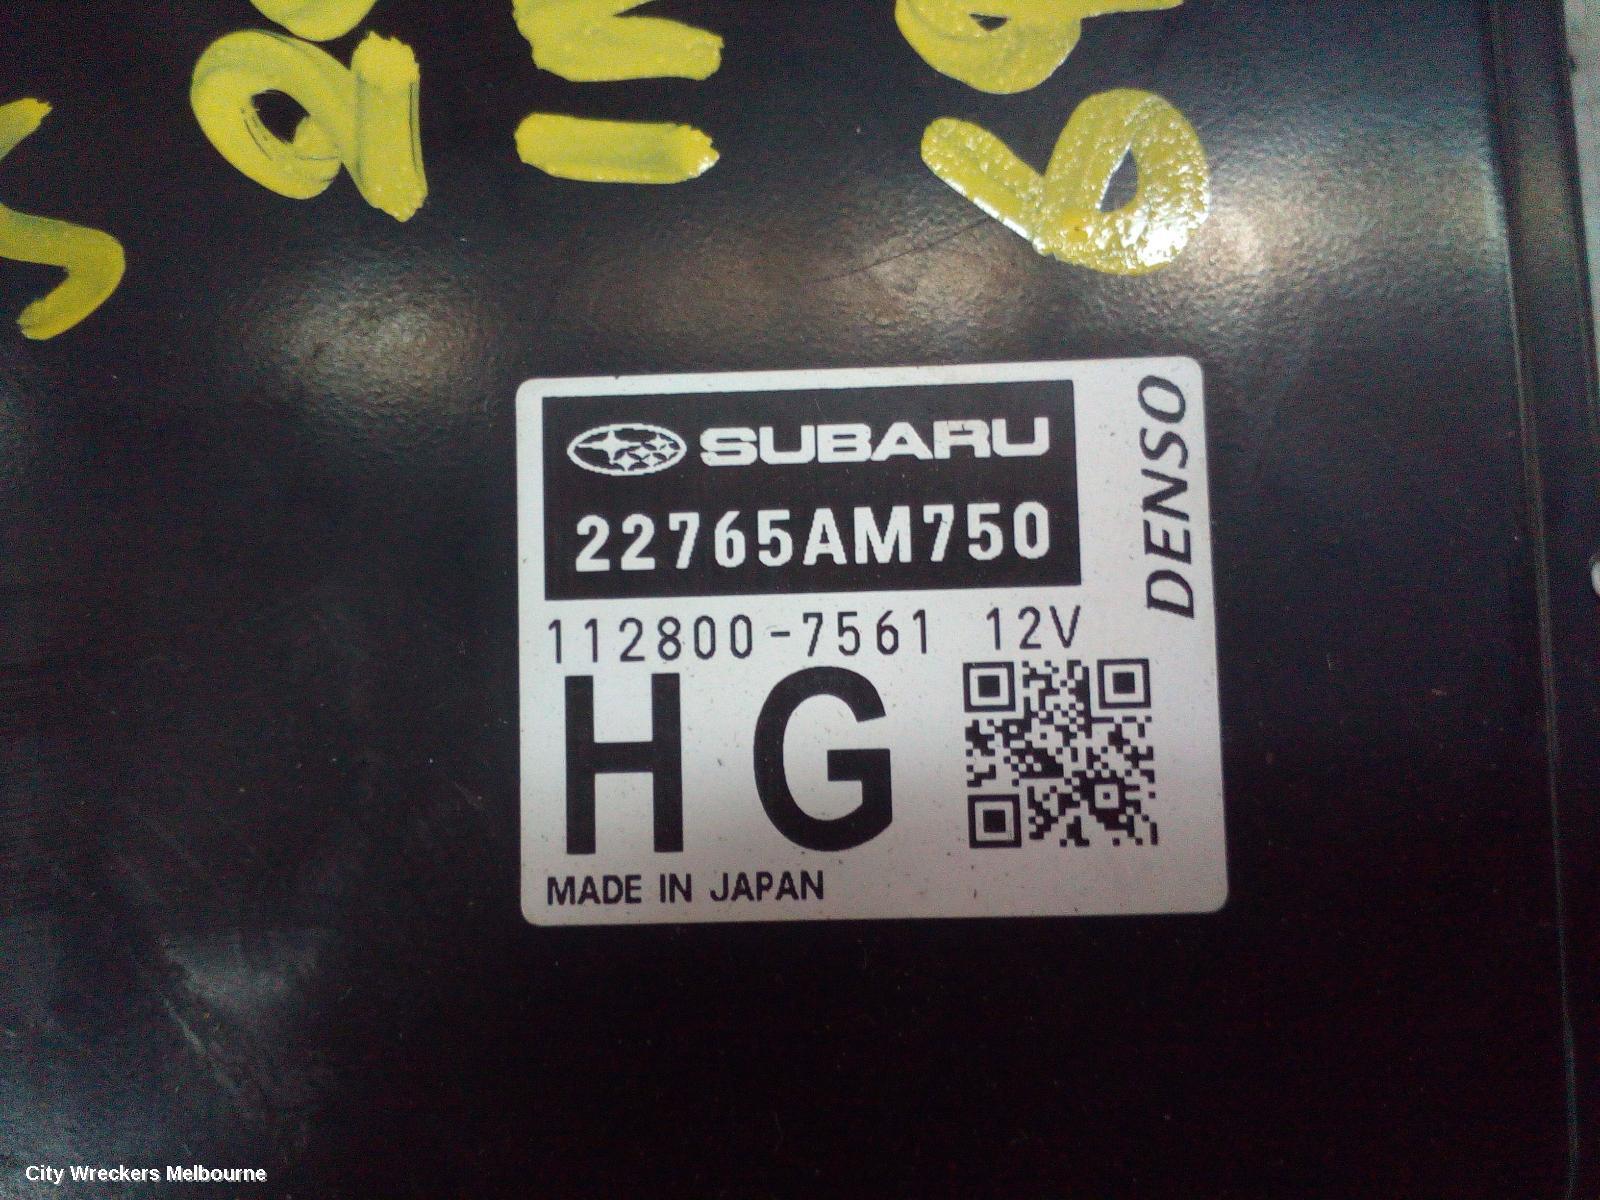 SUBARU
22765AM750
DENSO
112800-7561 12V
HG
MADE IN JAPAN
City Wreckers Melbourne